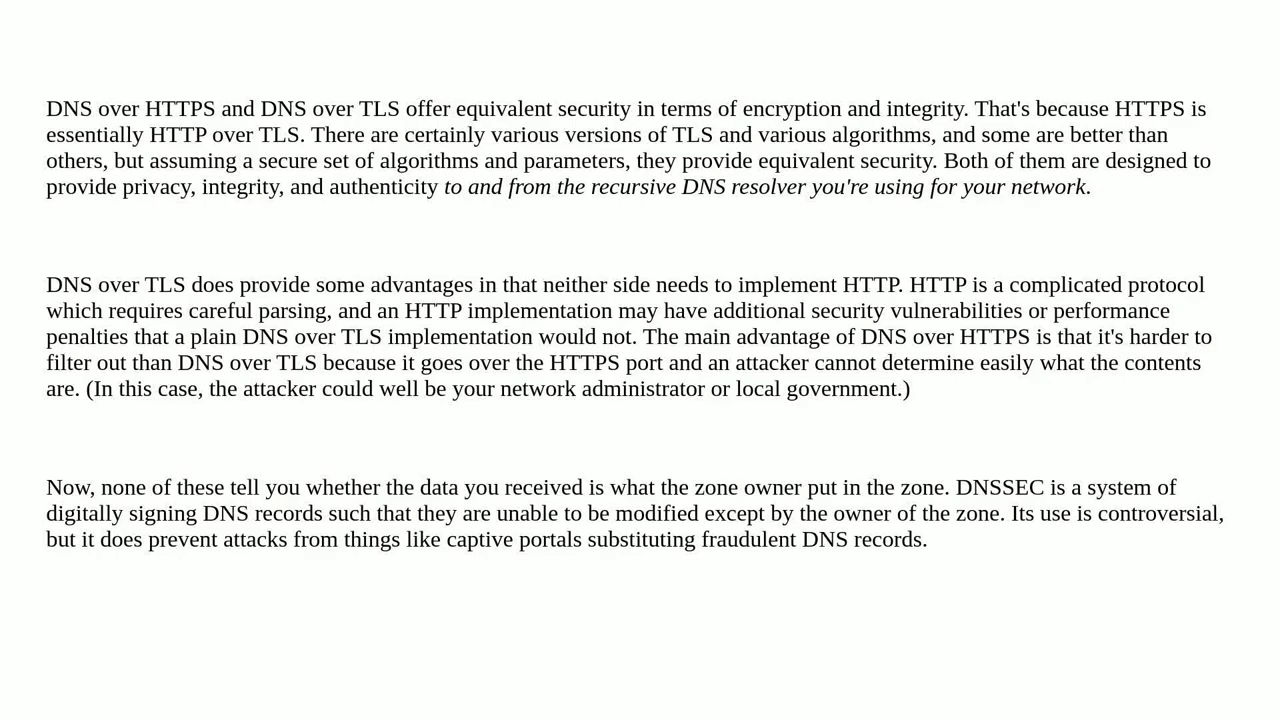 DNS over HTTPS and DNS over TLS offer equivalent security in terms of encryption and integrity. That's because HTTPS is
essentially HTTP over TLS. There are certainly various versions of TLS and various algorithms, and some are better than
others, but assuming a secure set of algorithms and parameters, they provide equivalent security. Both of them are designed to
provide privacy, integrity, and authenticity to and from the recursive DNS resolver you're using for your network.
DNS over TLS does provide some advantages in that neither side needs to implement HTTP. HTTP is a complicated protocol
which requires careful parsing, and an HTTP implementation may have additional security vulnerabilities or performance
penalties that a plain DNS over TLS implementation would not. The main advantage of DNS over HTTPS is that it's harder to
filter out than DNS over TLS because it goes over the HTTPS port and an attacker cannot determine easily what the contents
are. (In this case, the attacker could well be your network administrator or local government.)
Now, none of these tell you whether the data you received is what the zone owner put in the zone. DNSSEC is a system of
digitally signing DNS records such that they are unable to be modified except by the owner of the zone. Its use is controversial,
but it does prevent attacks from things like captive portals substituting fraudulent DNS records.